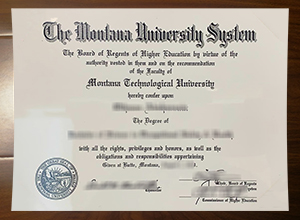 The Montana University System
The Board of Regents of Higher Education by virtue of the
authority vested in them and on the recommendation
of the Faculty of
Montana Technological University
hereby confer upon
The Degree of
with all the rights, privileges and honors, as well as the
obligations and responsibilities appertaining
Given at Butte, Montana,
Board of Regents
Commissioner of Higher Education